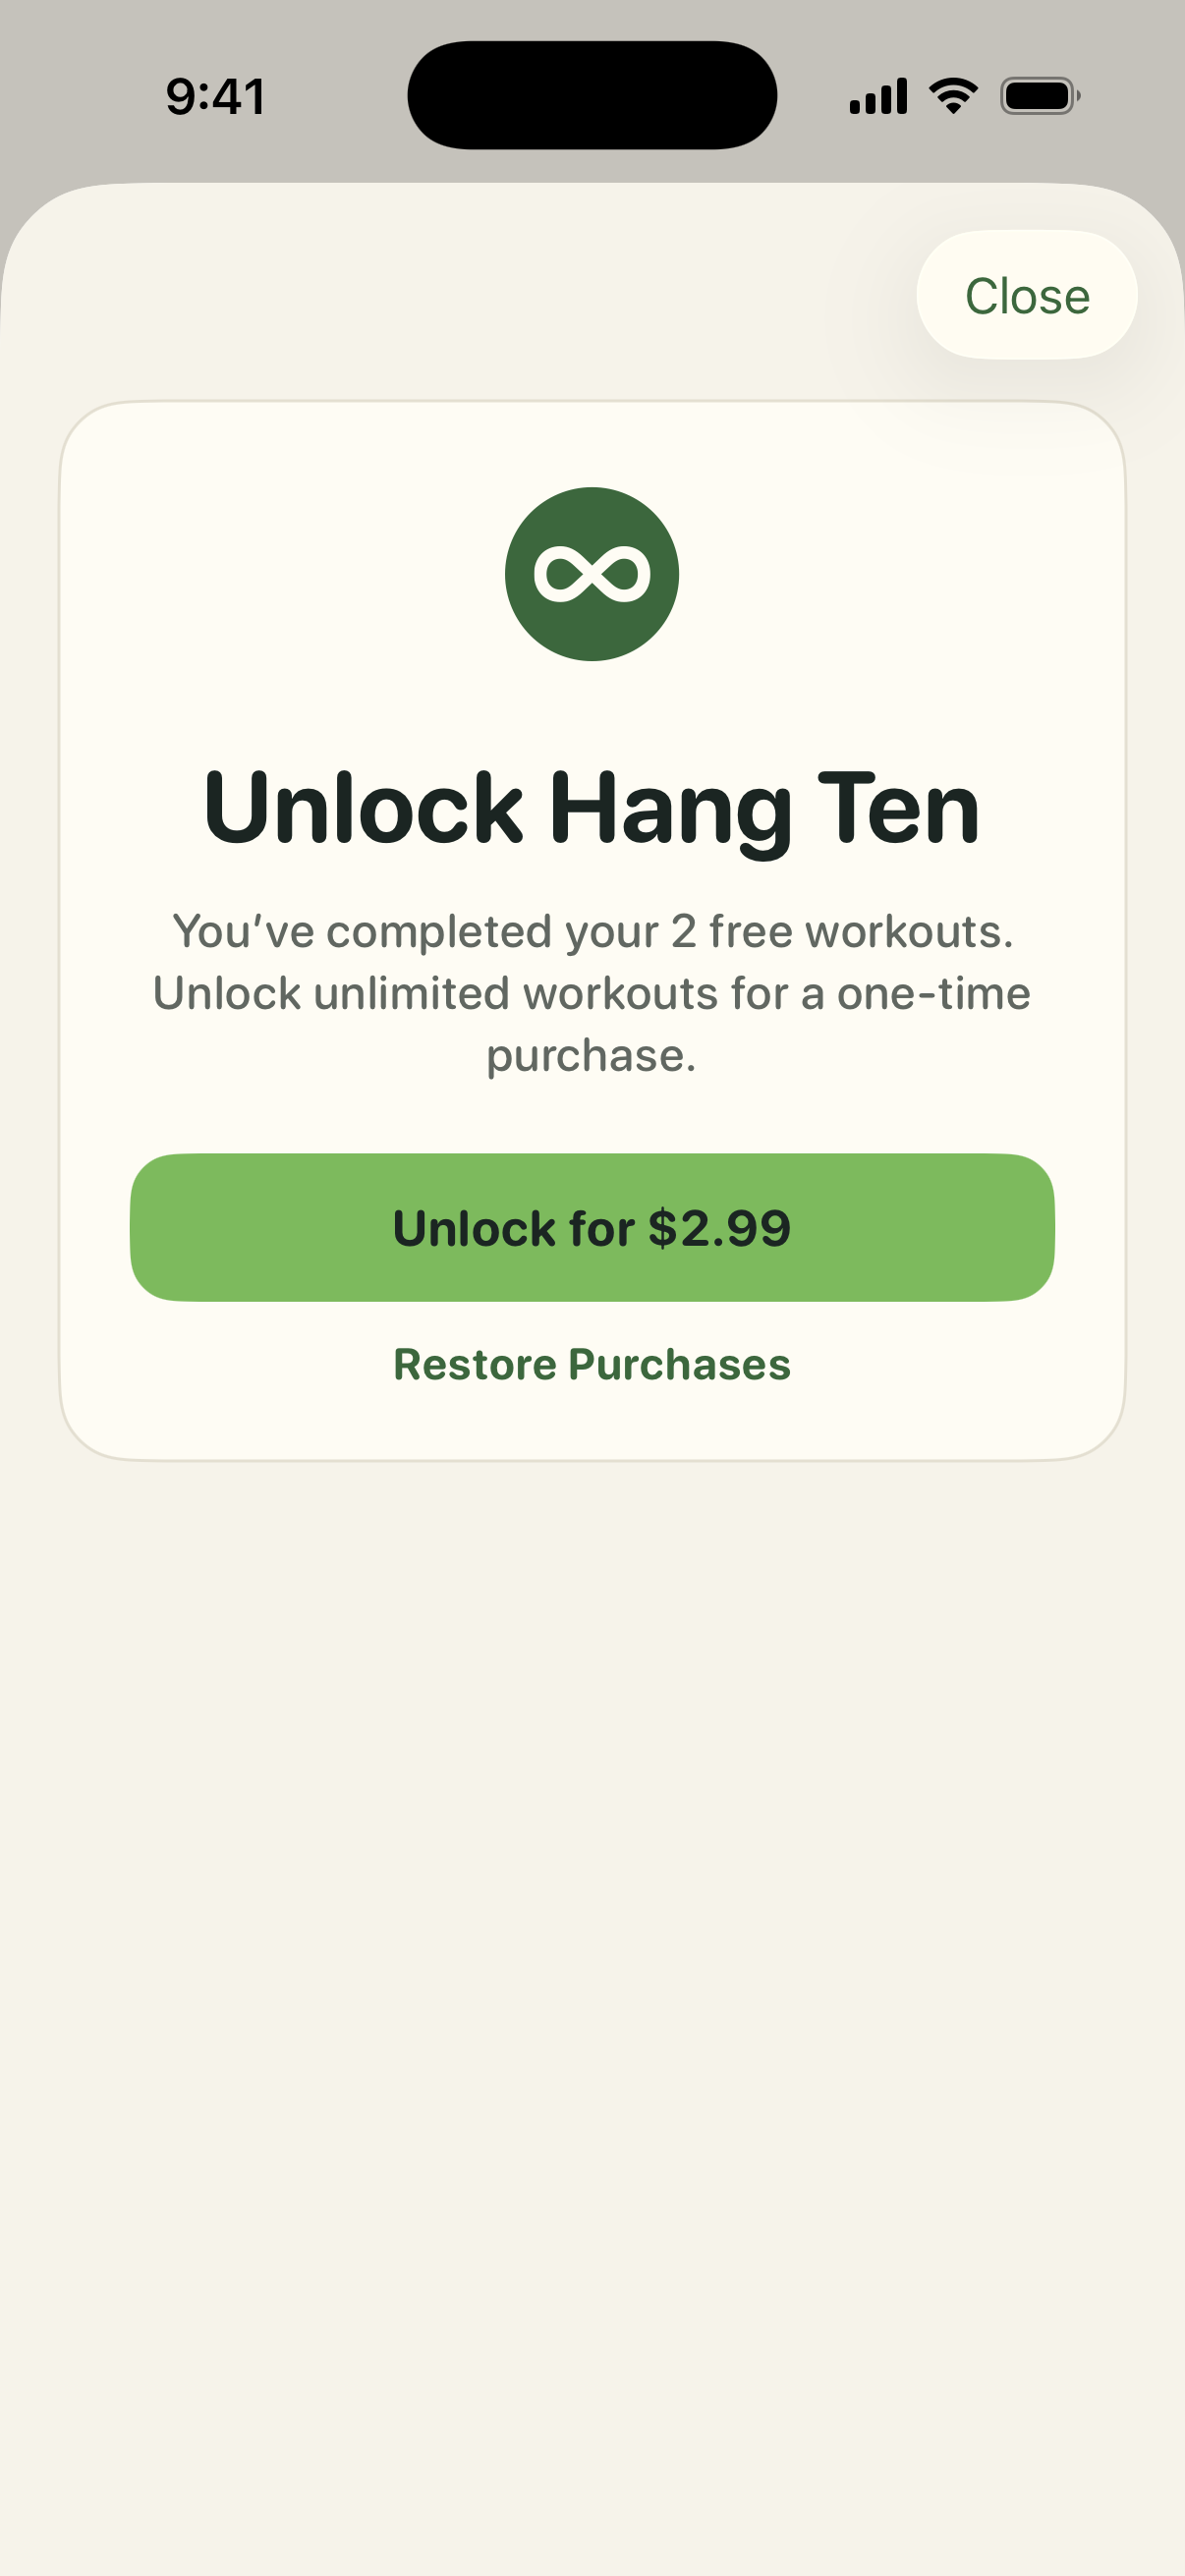 9:41
Close
Unlock Hang Ten
You've completed your 2 free workouts.
Unlock unlimited workouts for a one-time
purchase.
Unlock for $2.99
Restore Purchases